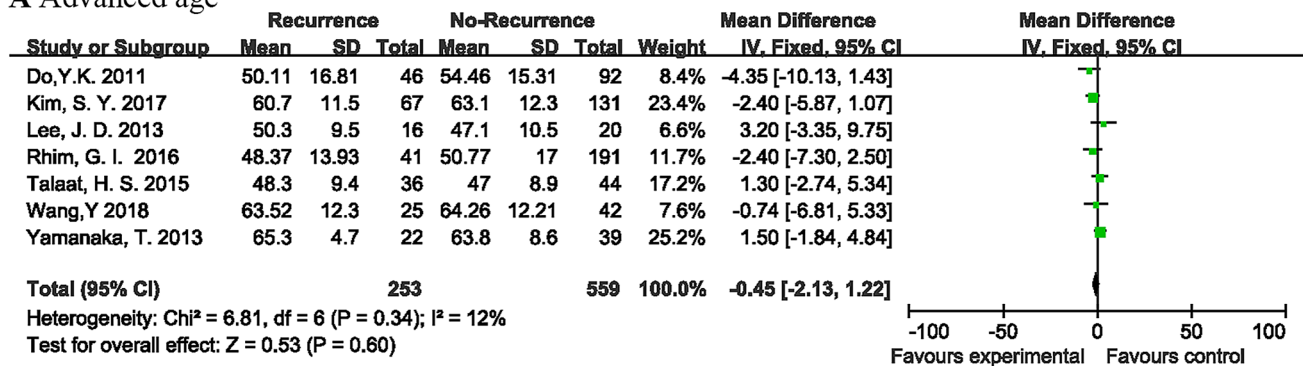 A Advanced age
Recurrence No-Recurrence Mean Difference Mean Difference
Study or Subgroup Mean SD Total Mean SD Total Weight IV. Fixed. 95% CI IV. Fixed. 95% CI
Do,Y.K. 2011 50.11 16.81 46 54.46 15.31 92 8.4% -4.35 [-10.13, 1.43]
Kim, S. Y. 2017 60.7 11.5 67 63.1 12.3 131 23.4% -2.40 [-5.87, 1.07]
Lee, J. D. 2013 50.3 9.5 16 47.1 10.5 20 6.6% 3.20 [-3.35, 9.75]
Rhim, G. I. 2016 48.37 13.93 41 50.77 17 191 11.7% -2.40 [-7.30, 2.50]
Talaat, H. S. 2015 48.3 9.4 36 47 8.9 44 17.2% 1.30 [-2.74, 5.34]
Wang,Y 2018 63.52 12.3 25 64.26 12.21 42 7.6% -0.74 [-6.81, 5.33]
Yamanaka, T. 2013 65.3 4.7 22 63.8 8.6 39 25.2% 1.50 [-1.84, 4.84]
Total (95% CI) 253 559 100.0% -0.45 [-2.13, 1.22]
Heterogeneity: Chi² = 6.81, df = 6 (P = 0.34); I² = 12%
Test for overall effect: Z = 0.53 (P = 0.60)
-100 -50 0 50 100
Favours experimental Favours control